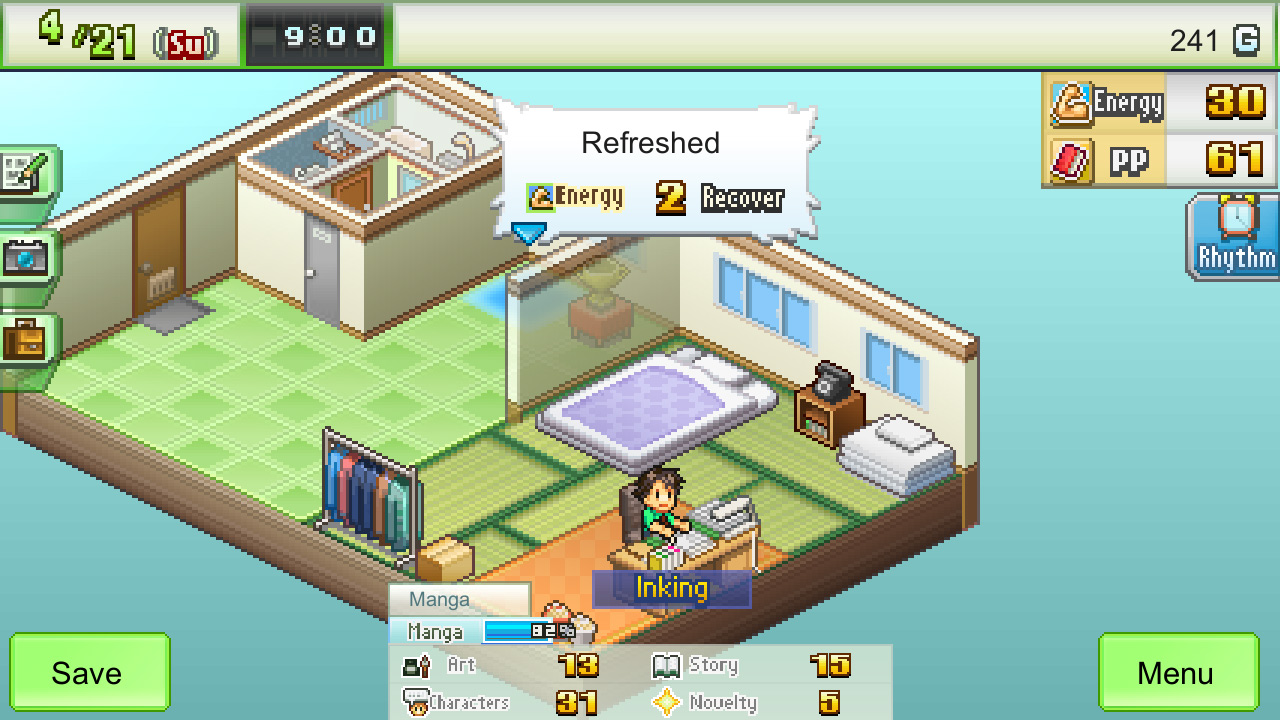 4/21 (Su) 9:00 241 G
Energy 30
PP 61
Rhythm
Refreshed
Energy 2 Recover
Inking
Manga
Manga 82%
Art 13 Story 15
Characters 31 Novelty 5
Save
Menu